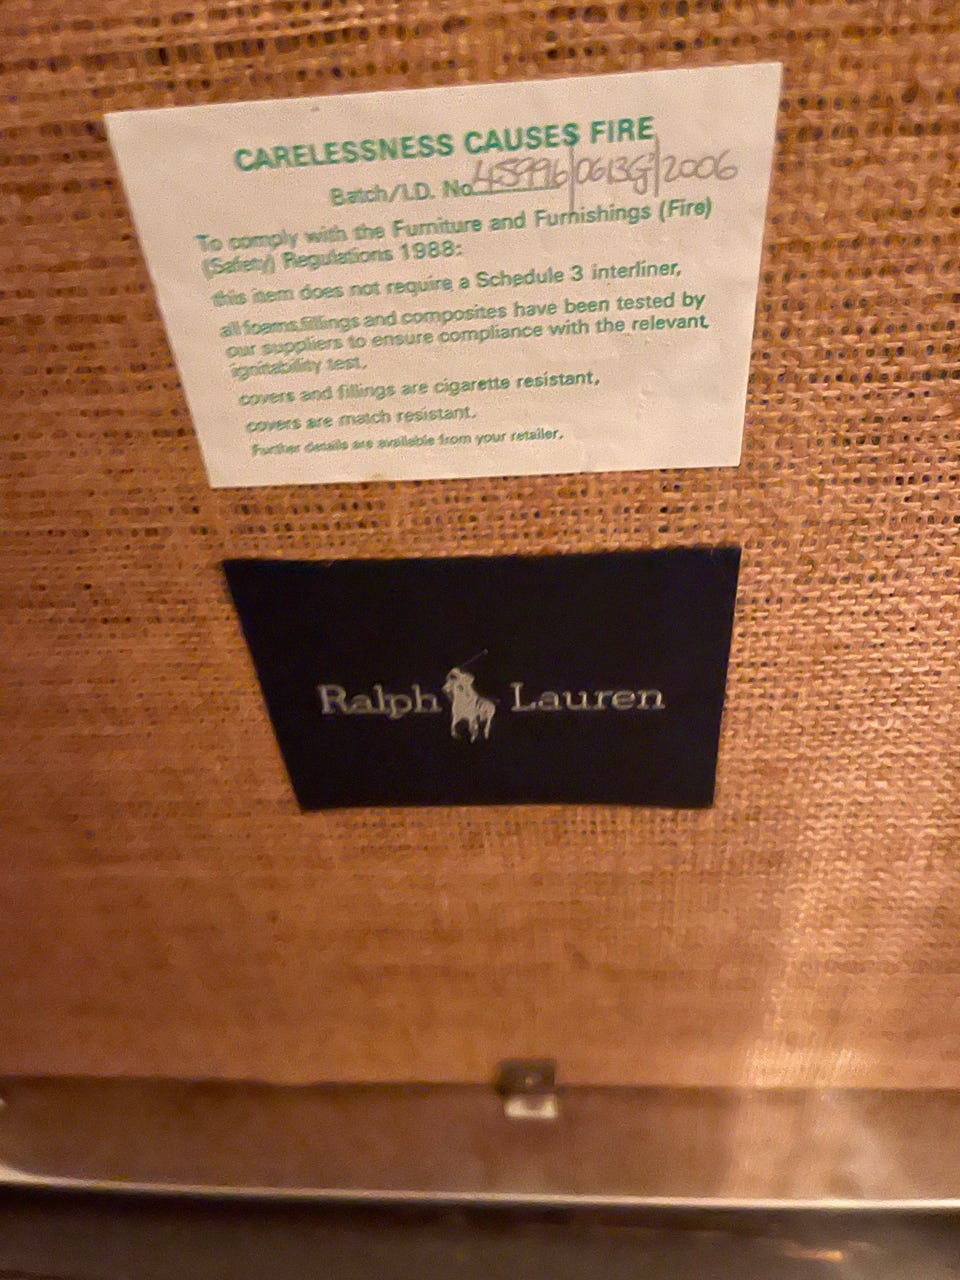 CARELESSNESS CAUSES FIRE
Batch/I.D. No. 45996/0613G/2006
To comply with the Furniture and Furnishings (Fire)
(Safety) Regulations 1988:
this item does not require a Schedule 3 interliner,
all foams,fillings and composites have been tested by
our suppliers to ensure compliance with the relevant
ignitability test,
covers and fillings are cigarette resistant,
covers are match resistant.
Further details are available from your retailer.
Ralph Lauren